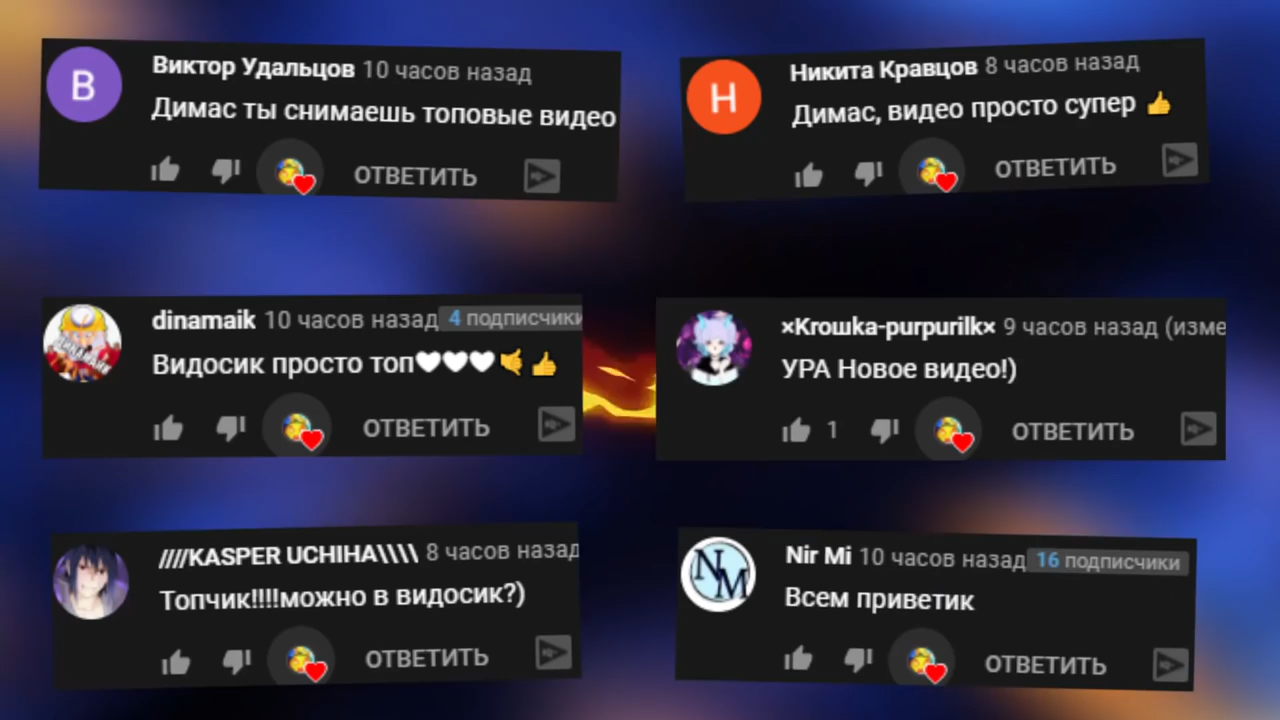 В
Виктор Удальцов 10 часов назад
Димас ты снимаешь топовые видео
ОТВЕТИТЬ
Н
Никита Кравцов 8 часов назад
Димас, видео просто супер 👍
ОТВЕТИТЬ
dinamaik 10 часов назад 4 подписчики
Видосик просто топ🤍🤍🤍🤙👍
ОТВЕТИТЬ
×Kroшka-purpurilk× 9 часов назад (изме
УРА Новое видео!)
1
ОТВЕТИТЬ
////KASPER UCHIHA\\\\ 8 часов назад
Топчик!!!!можно в видосик?)
ОТВЕТИТЬ
NM
Nir Mi 10 часов назад 16 подписчики
Всем приветик
ОТВЕТИТЬ